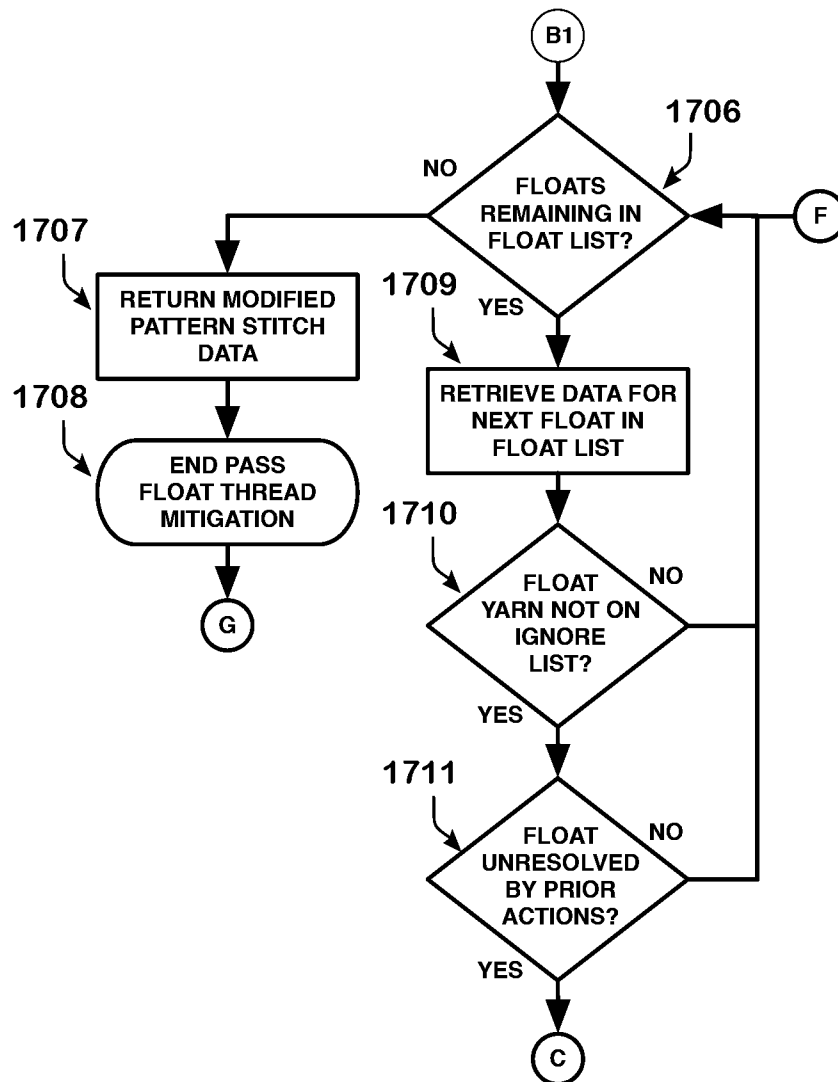 B1
1706
NO
FLOATS
REMAINING IN
FLOAT LIST?
F
1707
1709
YES
RETURN MODIFIED
PATTERN STITCH
DATA
RETRIEVE DATA FOR
NEXT FLOAT IN
FLOAT LIST
1708
END PASS
FLOAT THREAD
MITIGATION
1710
FLOAT
YARN NOT ON
IGNORE
LIST?
NO
G
YES
1711
FLOAT
UNRESOLVED
BY PRIOR
ACTIONS?
NO
YES
C